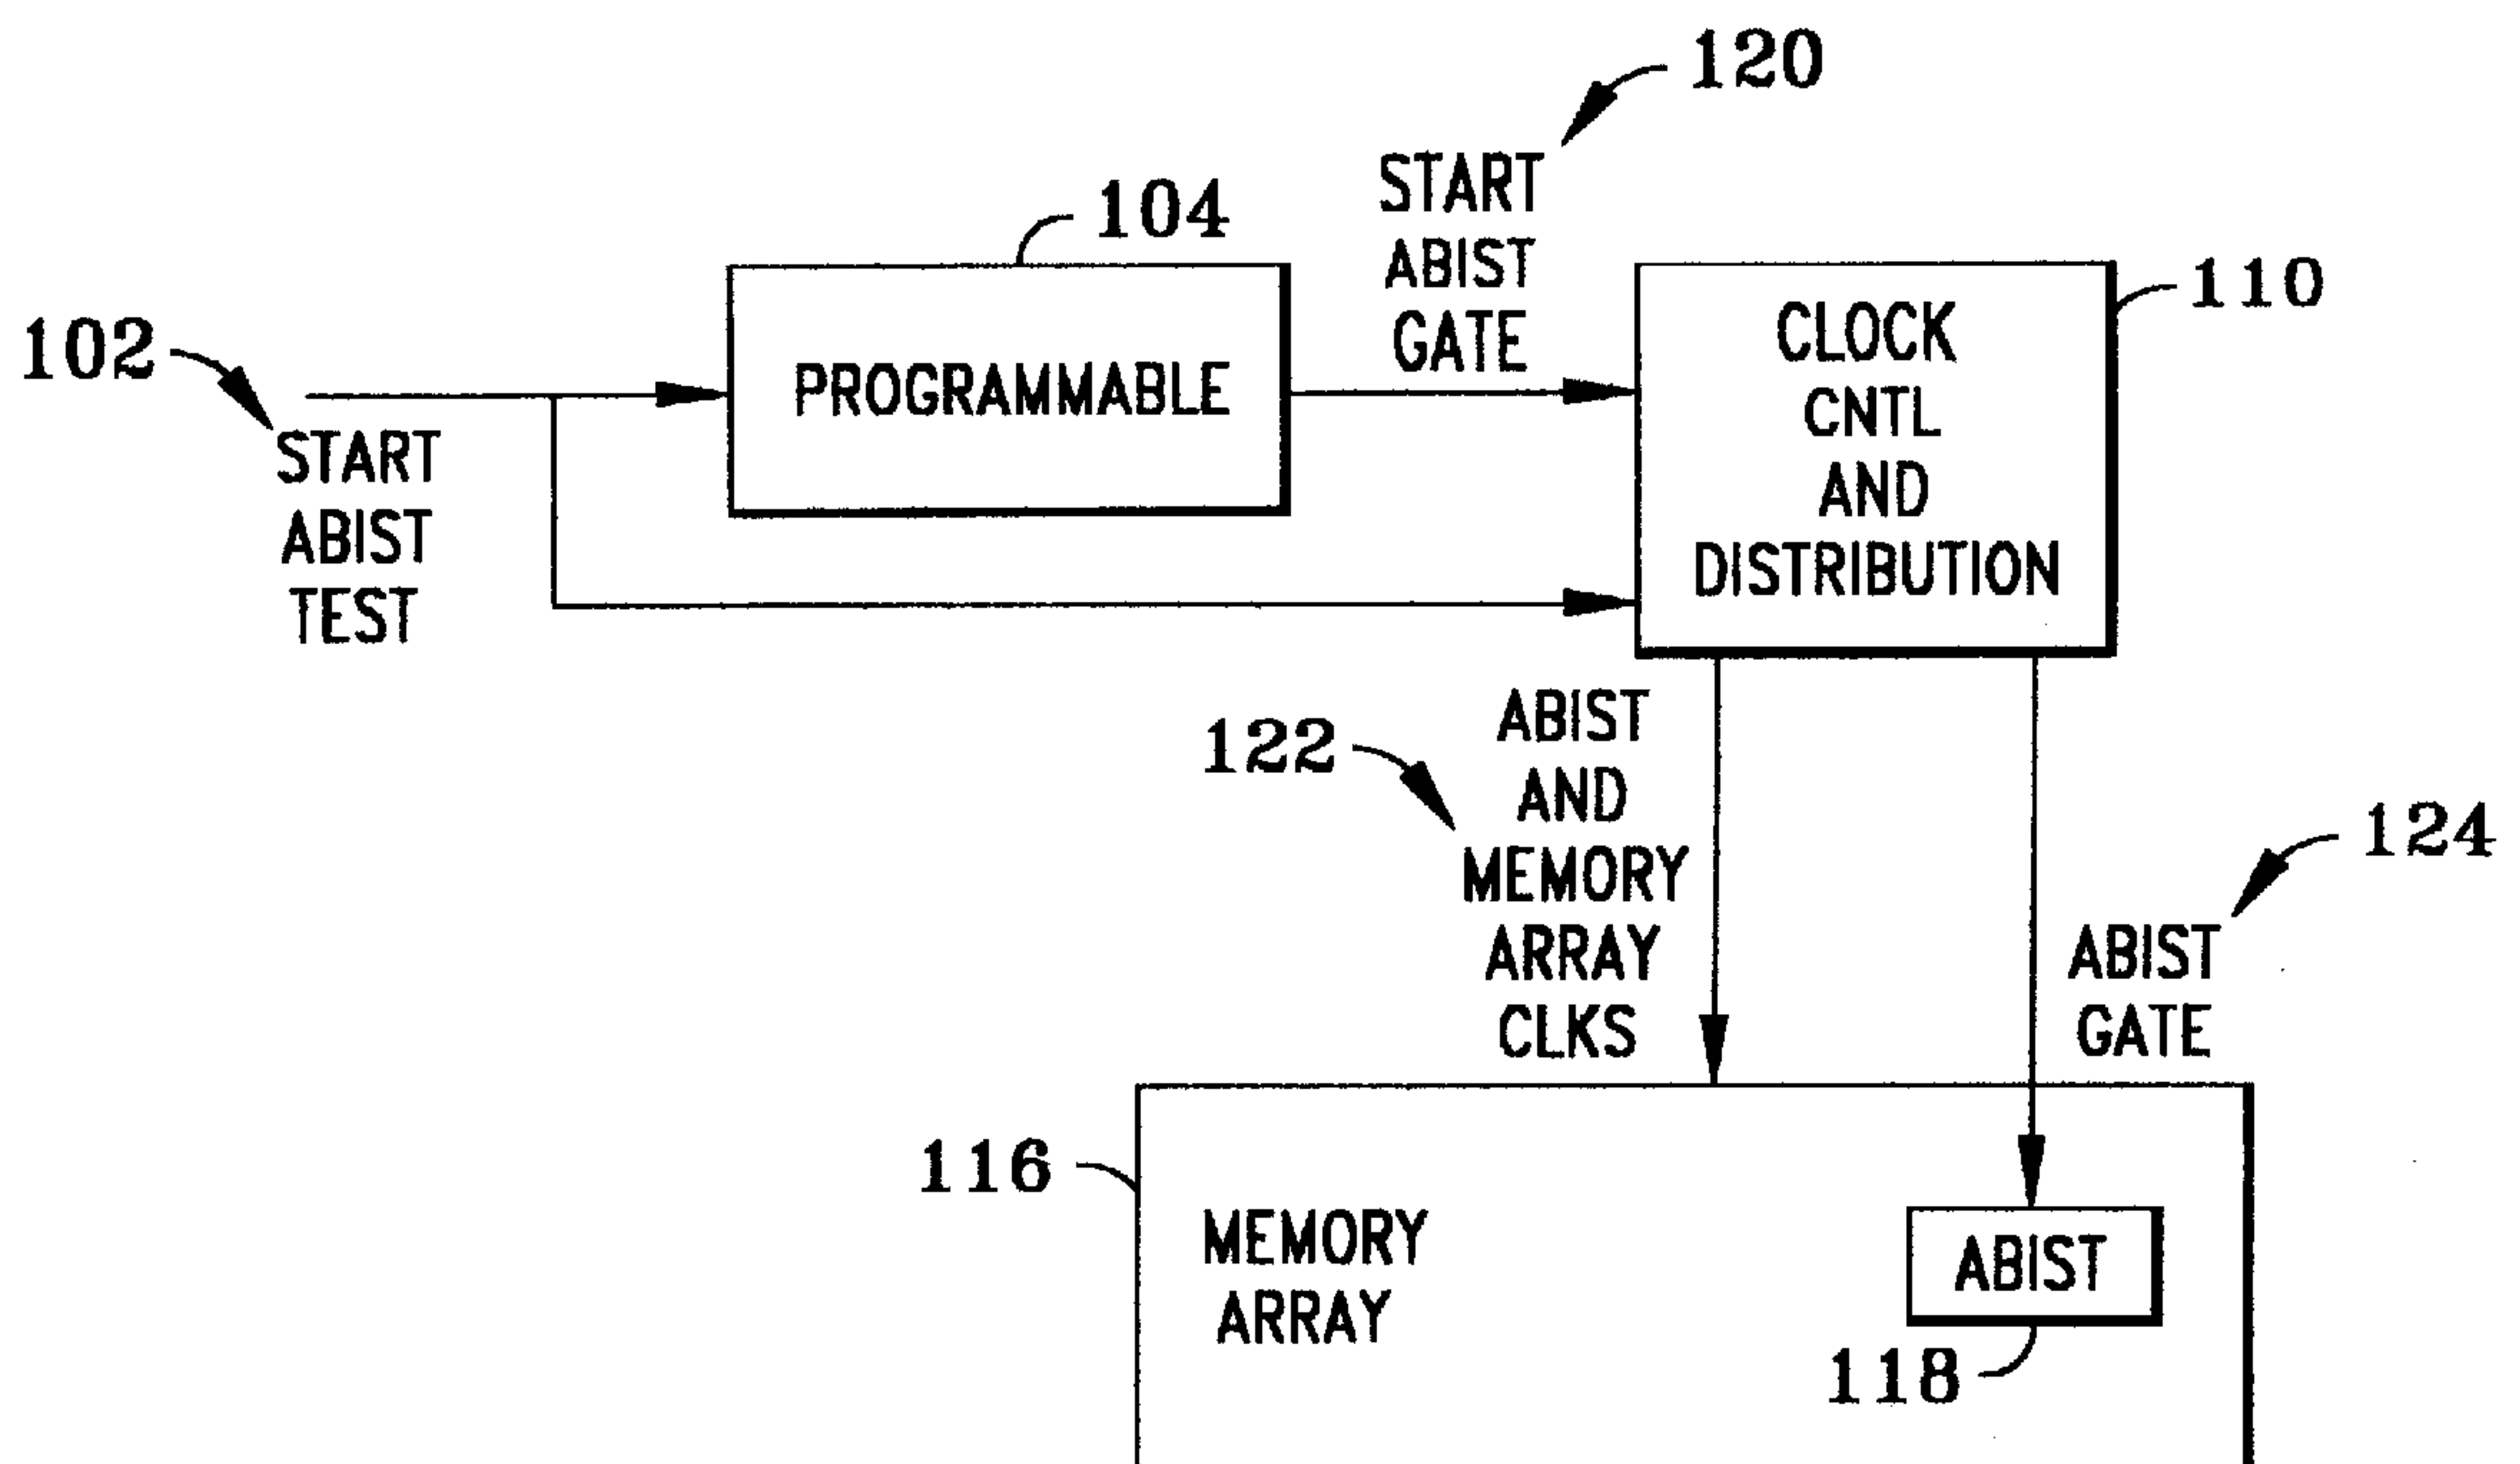 120
START
ABIST
GATE
104
110
102
PROGRAMMABLE
CLOCK
CNTL
AND
DISTRIBUTION
START
ABIST
TEST
122
ABIST
AND
MEMORY
ARRAY
CLKS
124
ABIST
GATE
116
MEMORY
ARRAY
ABIST
118